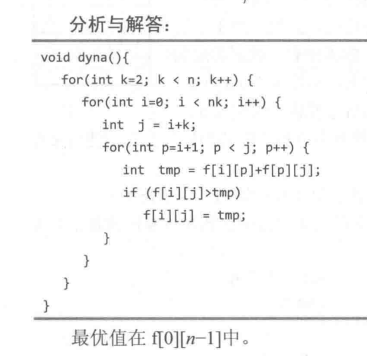 分析与解答：
void dyna(){
for(int k=2; k < n; k++) {
for(int i=0; i < nk; i++) {
int j = i+k;
for(int p=i+1; p < j; p++) {
int tmp = f[i][p]+f[p][j];
if (f[i][j]>tmp)
f[i][j] = tmp;
}
}
}
}
最优值在 f[0][n−1]中。